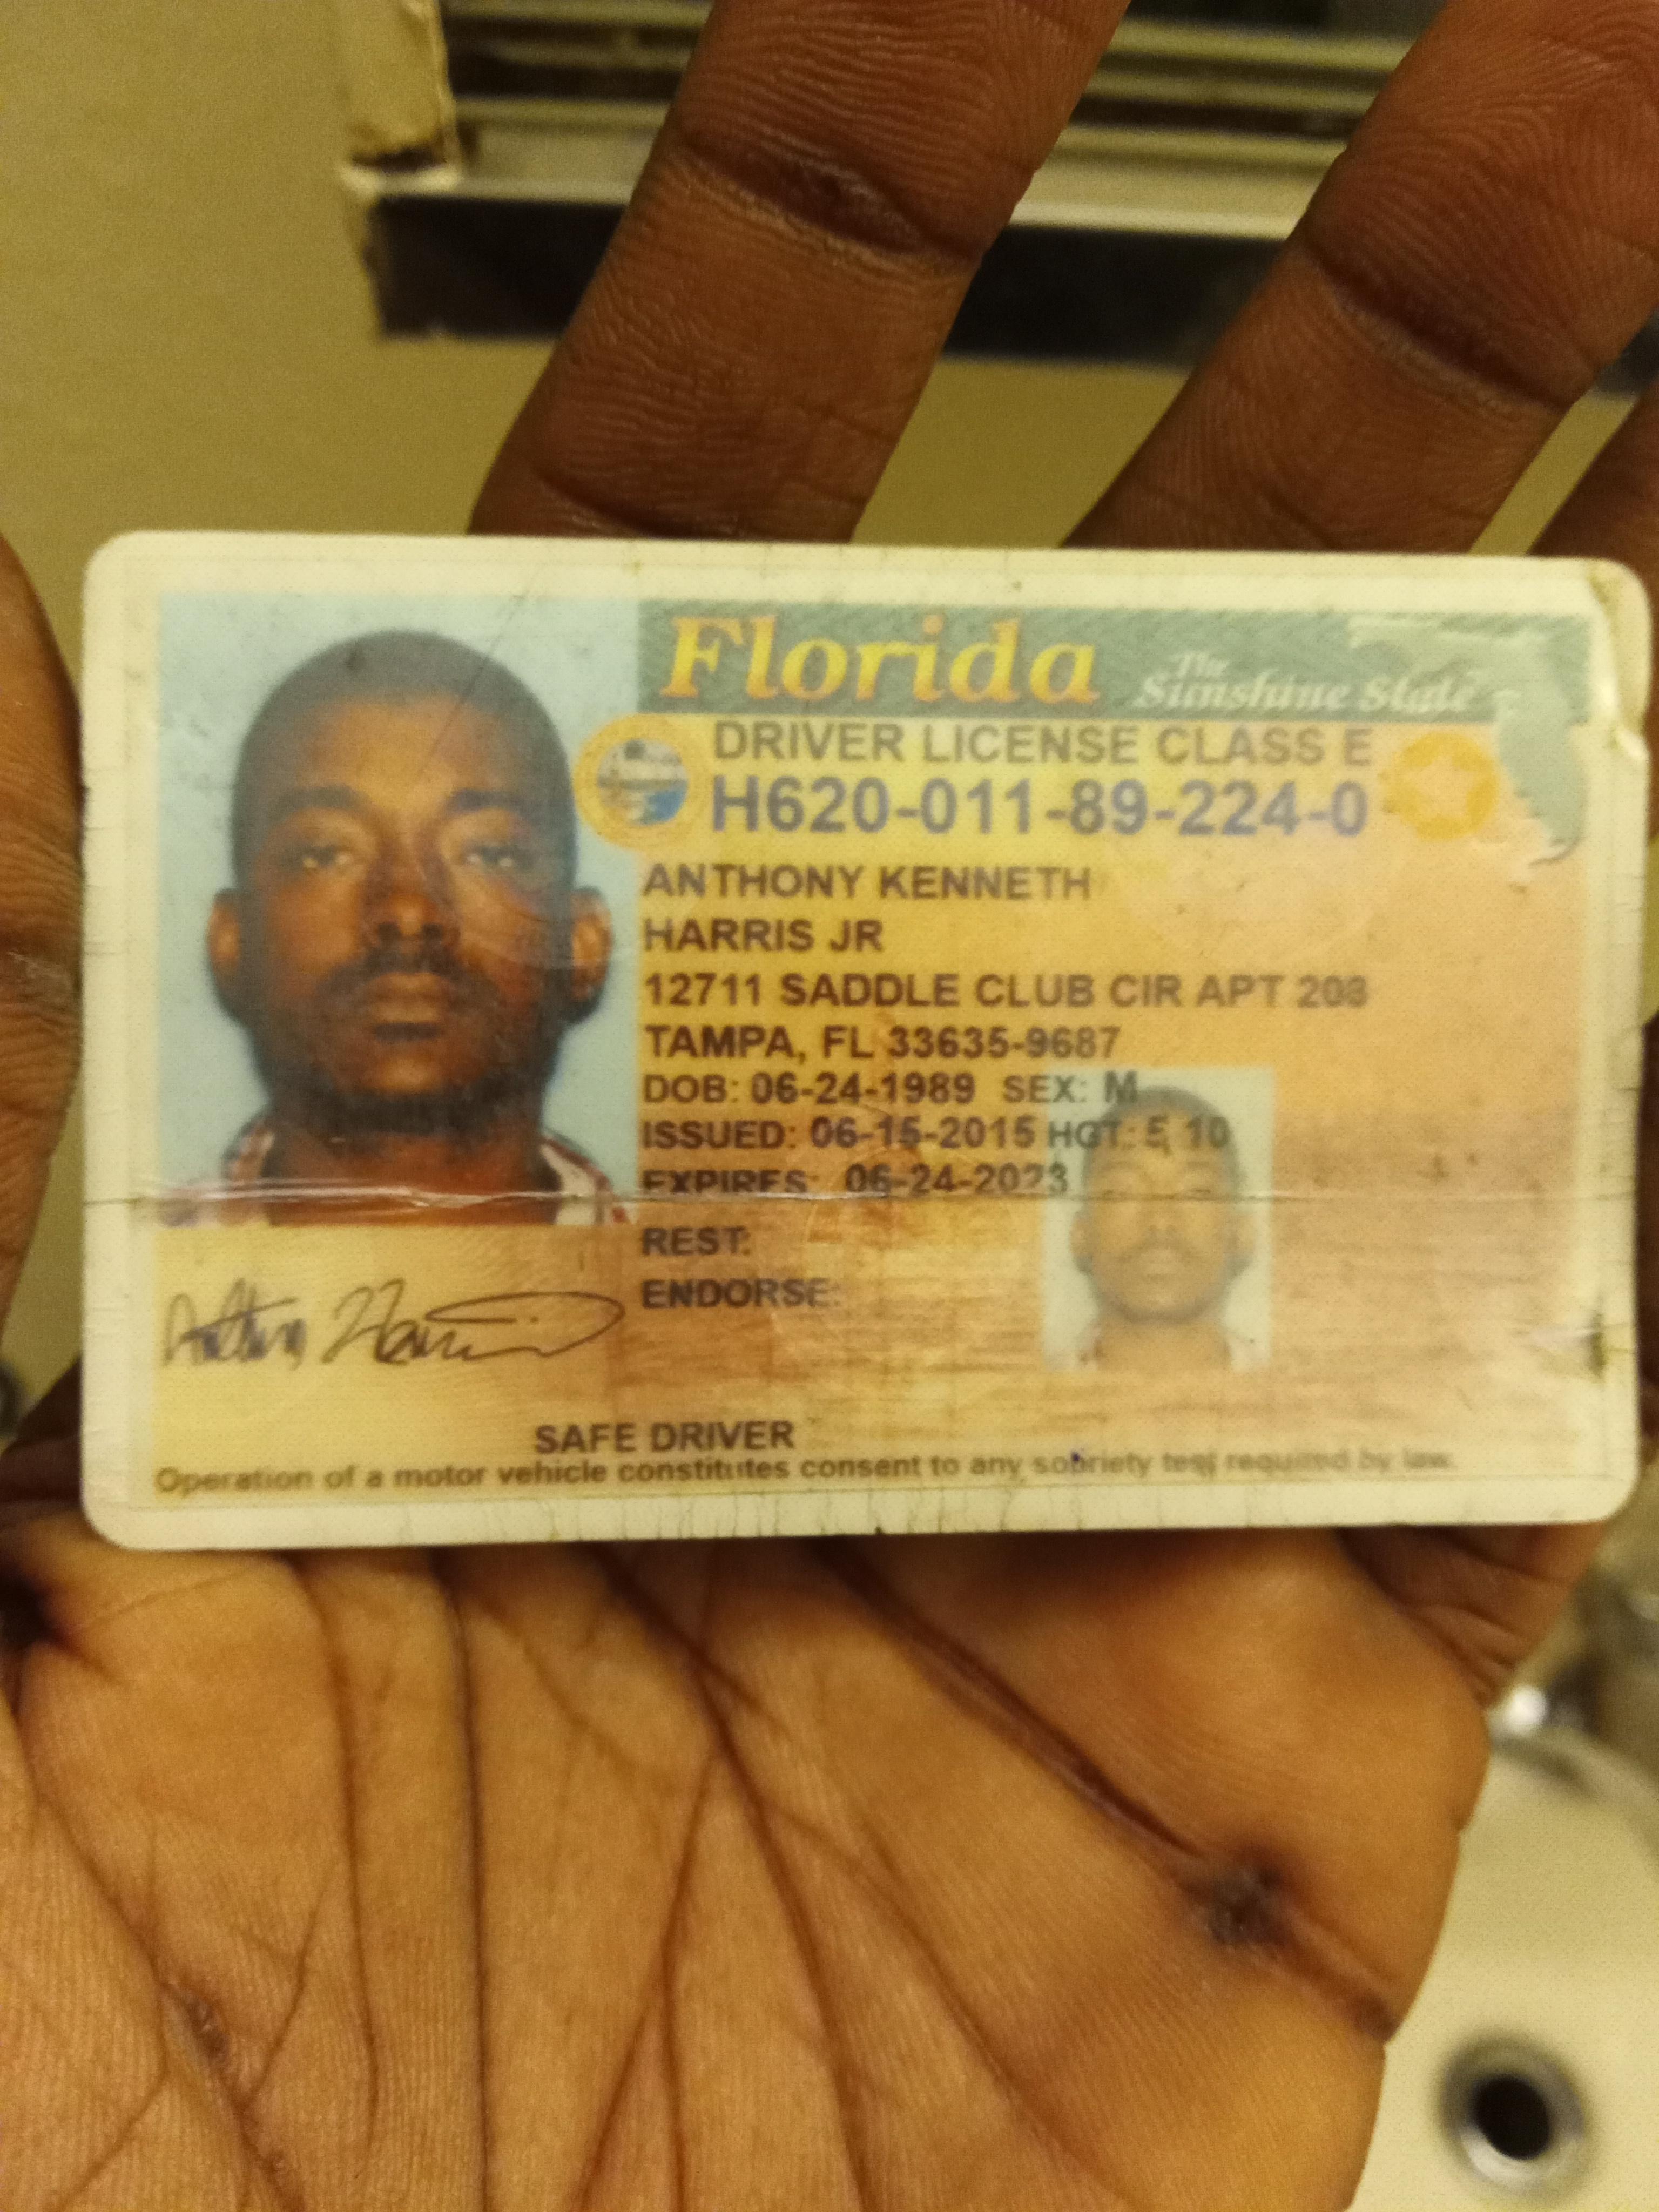 Florida The Sunshine State
DRIVER LICENSE CLASS E
H620-011-89-224-0
ANTHONY KENNETH
HARRIS JR
12711 SADDLE CLUB CIR APT 208
TAMPA, FL 33635-9687
DOB: 06-24-1989 SEX: M
ISSUED: 06-15-2015 HGT: 5 10
EXPIRES: 06-24-2023
REST:
ENDORSE:
Anthony Harris
SAFE DRIVER
Operation of a motor vehicle constitutes consent to any sobriety test required by law.